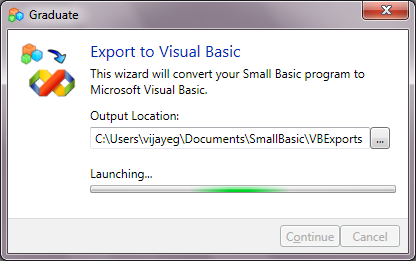 Graduate
Export to Visual Basic
This wizard will convert your Small Basic program to
Microsoft Visual Basic.
Output Location:
C:\Users\vijayeg\Documents\SmallBasic\VBExports
...
Launching...
Continue
Cancel